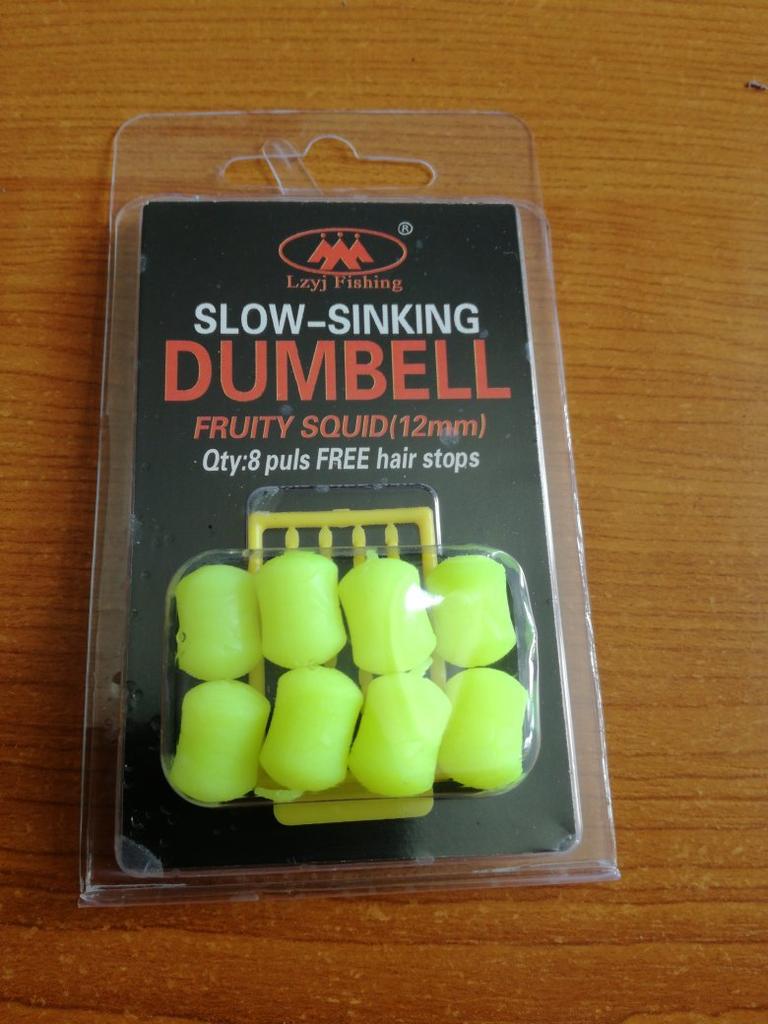 ®
Lzyj Fishing
SLOW-SINKING
DUMBELL
FRUITY SQUID(12mm)
Qty:8 puls FREE hair stops